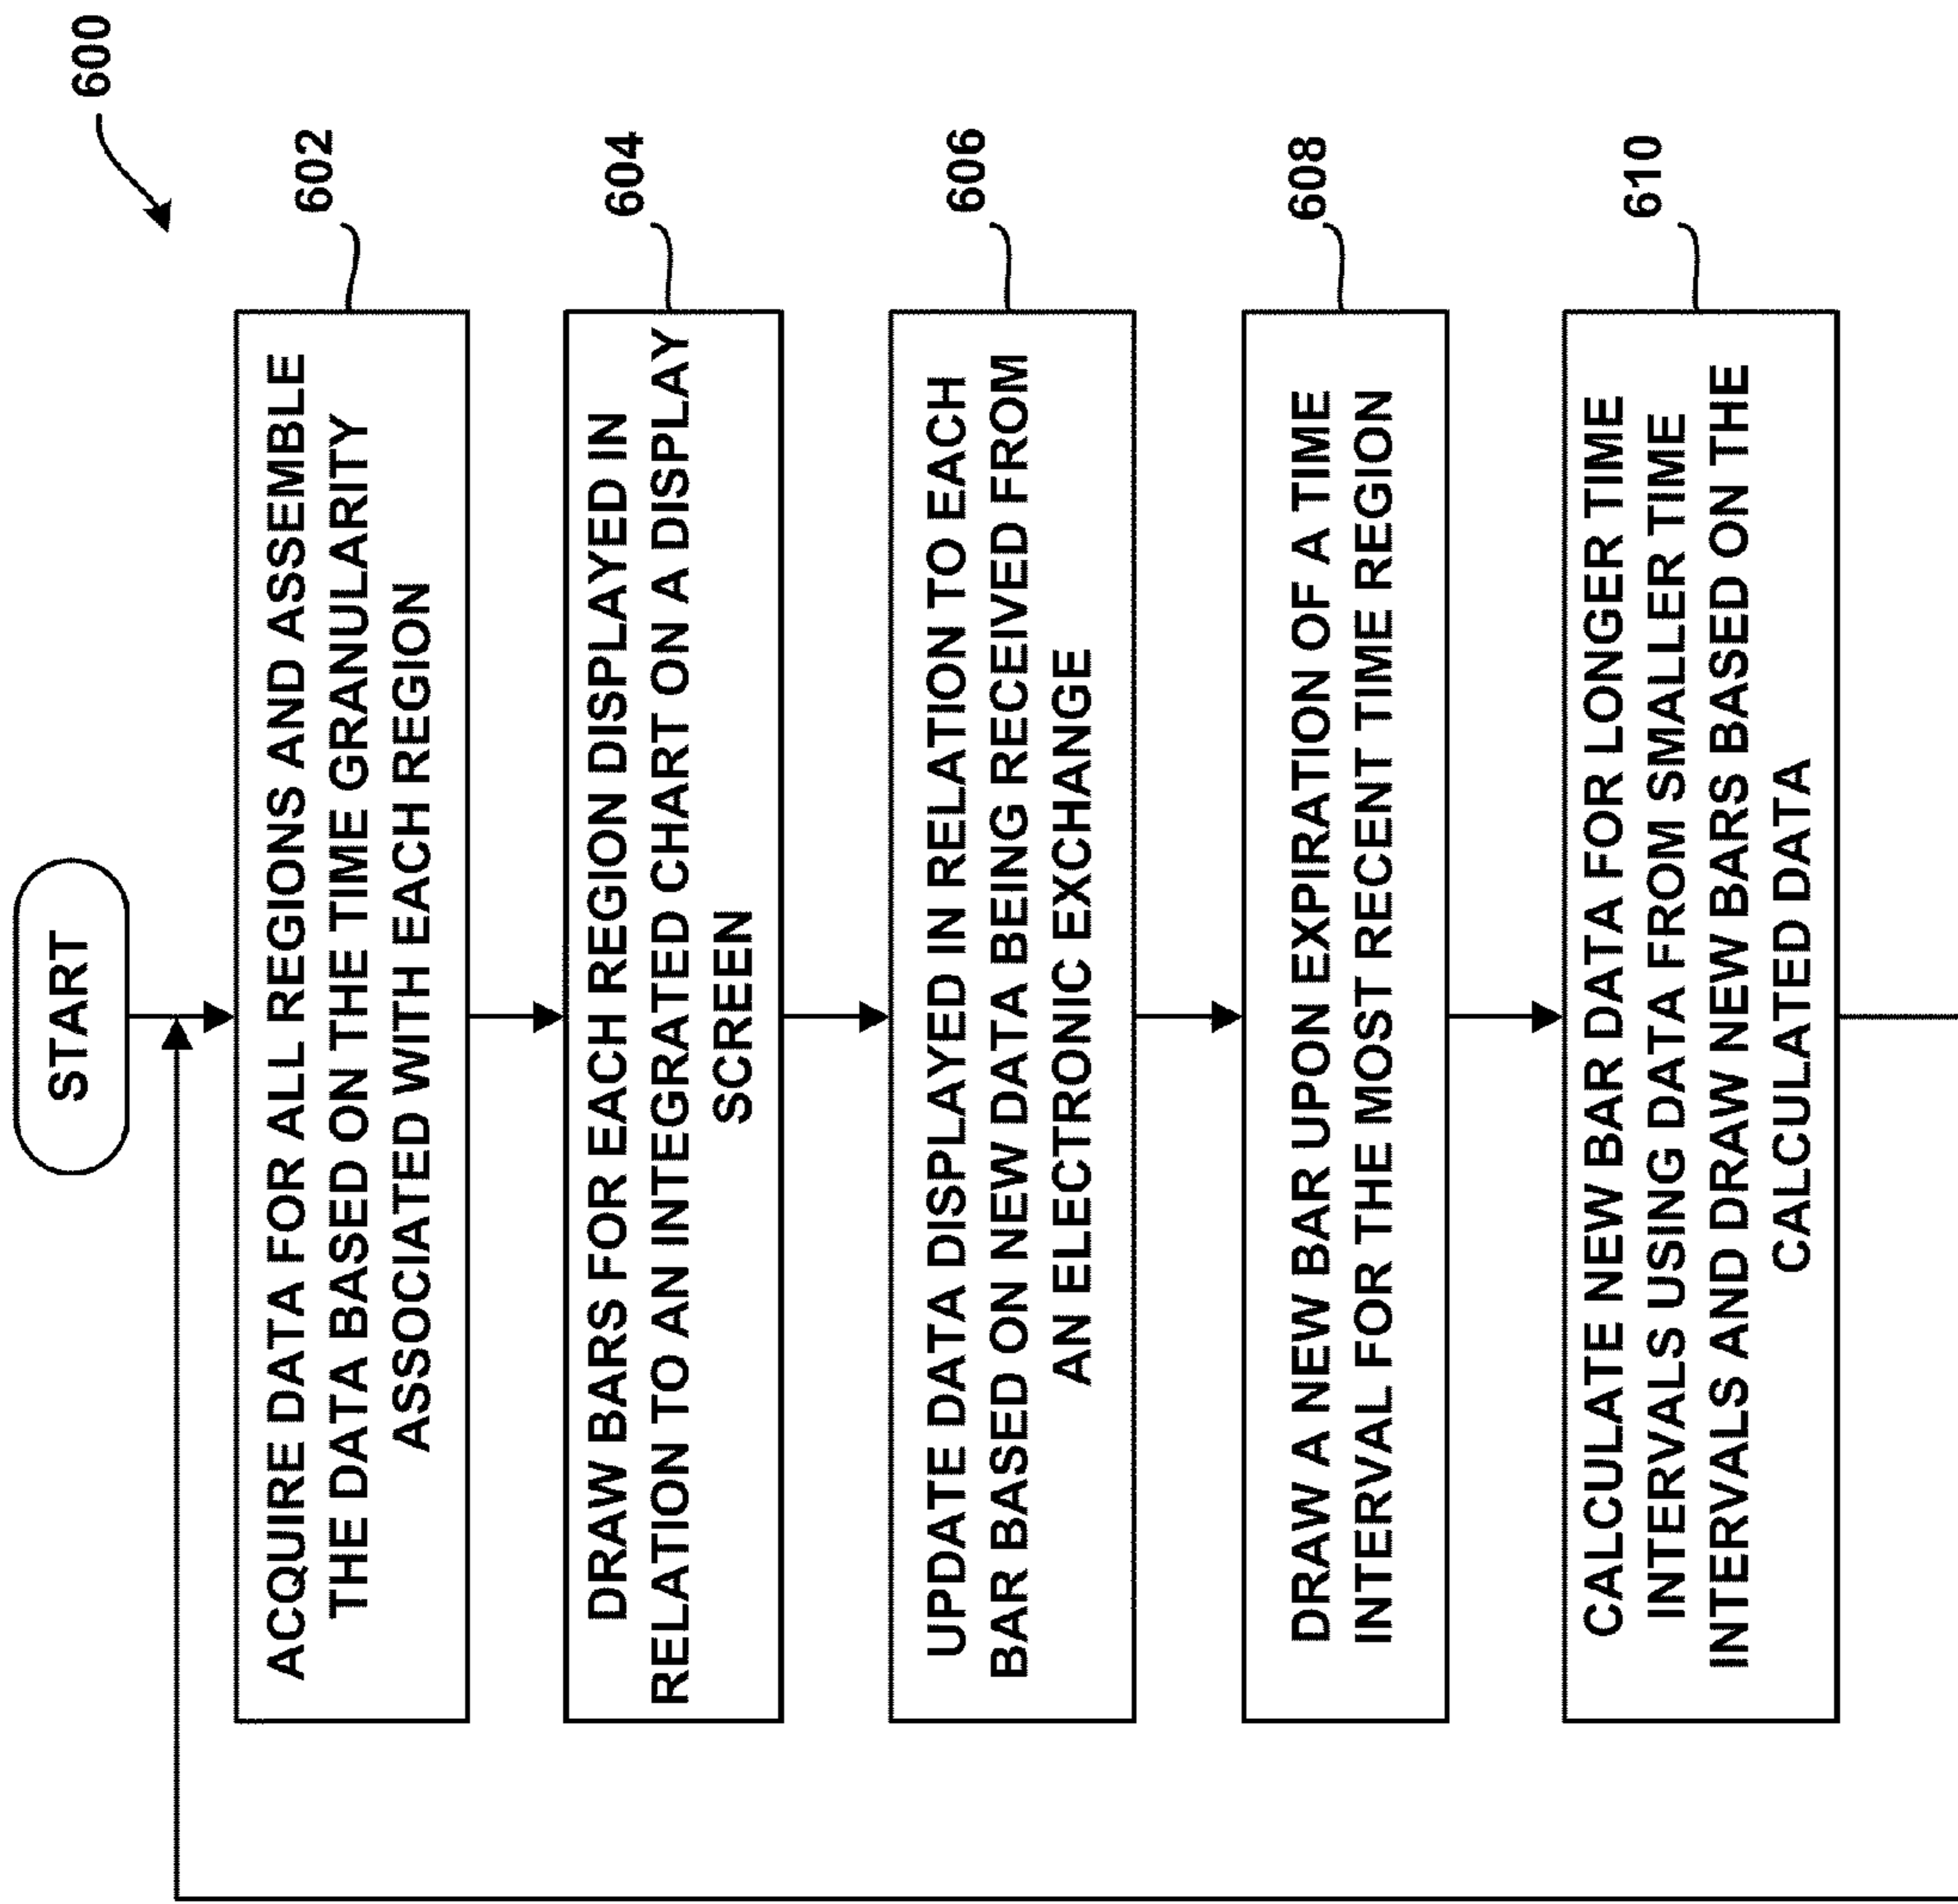 600
START
ACQUIRE DATA FOR ALL REGIONS AND ASSEMBLE
THE DATA BASED ON THE TIME GRANULARITY
ASSOCIATED WITH EACH REGION
602
DRAW BARS FOR EACH REGION DISPLAYED IN
RELATION TO AN INTEGRATED CHART ON A DISPLAY
SCREEN
604
UPDATE DATA DISPLAYED IN RELATION TO EACH
BAR BASED ON NEW DATA BEING RECEIVED FROM
AN ELECTRONIC EXCHANGE
606
DRAW A NEW BAR UPON EXPIRATION OF A TIME
INTERVAL FOR THE MOST RECENT TIME REGION
608
CALCULATE NEW BAR DATA FOR LONGER TIME
INTERVALS USING DATA FROM SMALLER TIME
INTERVALS AND DRAW NEW BARS BASED ON THE
CALCULATED DATA
610